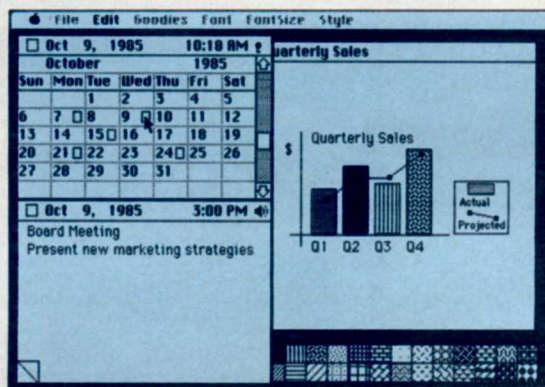 File Edit Goodies Font FontSize Style
Oct 9, 1985 10:18 AM
October 1985
Sun Mon Tue Wed Thu Fri Sat
1 2 3 4 5
6 7 8 9 10 11 12
13 14 15 16 17 18 19
20 21 22 23 24 25 26
27 28 29 30 31
Oct 9, 1985 3:00 PM
Board Meeting
Present new marketing strategies
uarterly Sales
Quarterly Sales
$
Actual
Projected
Q1 Q2 Q3 Q4